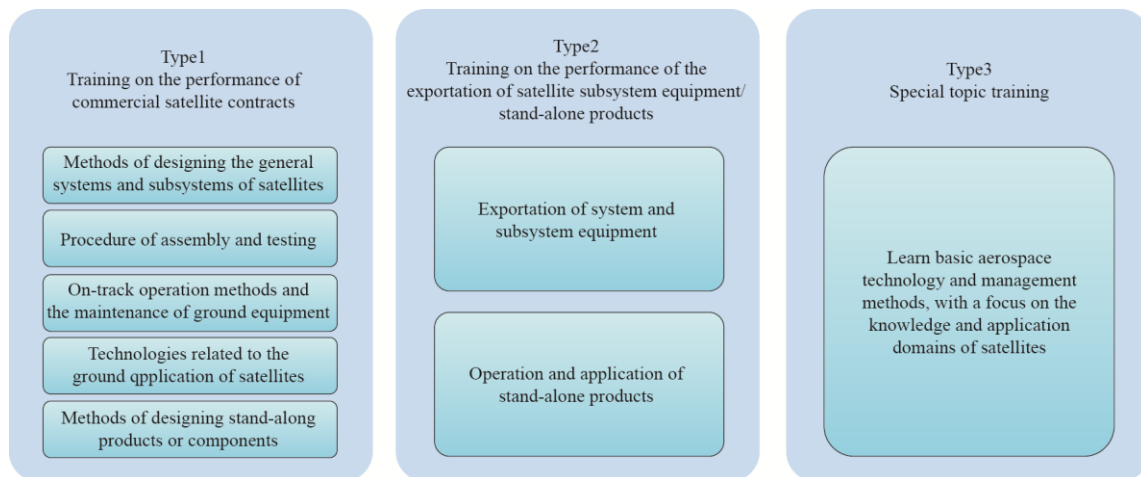 Type1
Training on the performance of
commercial satellite contracts
Methods of designing the general
systems and subsystems of satellites
Procedure of assembly and testing
On-track operation methods and
the maintenance of ground equipment
Technologies related to the
ground qpplication of satellites
Methods of designing stand-along
products or components
Type2
Training on the performance of the
exportation of satellite subsystem equipment/
stand-alone products
Exportation of system and
subsystem equipment
Operation and application of
stand-alone products
Type3
Special topic training
Learn basic aerospace
technology and management
methods, with a focus on the
knowledge and application
domains of satellites